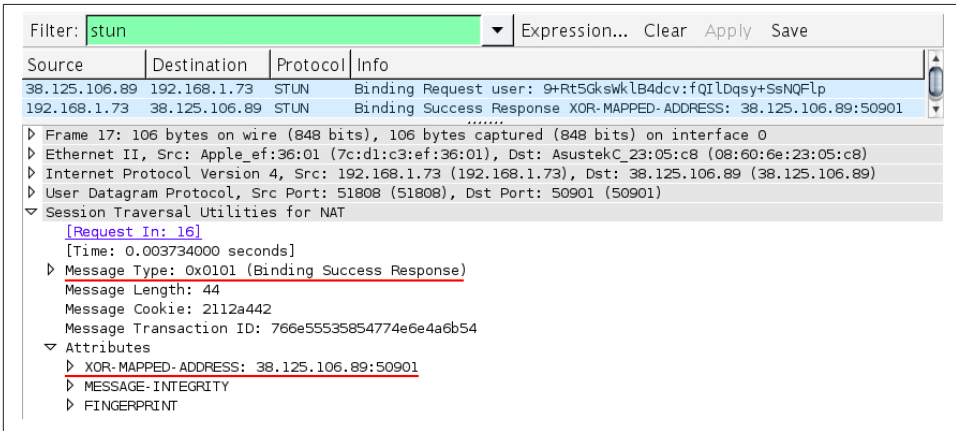 Filter: stun Expression... Clear Apply Save
Source Destination Protocol Info
38.125.106.89 192.168.1.73 STUN Binding Request user: 9+Rt5GksWklB4dcv:fQIlDqsy+SsNQFlp
192.168.1.73 38.125.106.89 STUN Binding Success Response XOR-MAPPED-ADDRESS: 38.125.106.89:50901
Frame 17: 106 bytes on wire (848 bits), 106 bytes captured (848 bits) on interface 0
Ethernet II, Src: Apple_ef:36:01 (7c:d1:c3:ef:36:01), Dst: AsustekC_23:05:c8 (08:60:6e:23:05:c8)
Internet Protocol Version 4, Src: 192.168.1.73 (192.168.1.73), Dst: 38.125.106.89 (38.125.106.89)
User Datagram Protocol, Src Port: 51808 (51808), Dst Port: 50901 (50901)
Session Traversal Utilities for NAT
[Request In: 16]
[Time: 0.003734000 seconds]
Message Type: 0x0101 (Binding Success Response)
Message Length: 44
Message Cookie: 2112a442
Message Transaction ID: 766e55535854774e6e4a6b54
Attributes
XOR-MAPPED-ADDRESS: 38.125.106.89:50901
MESSAGE-INTEGRITY
FINGERPRINT